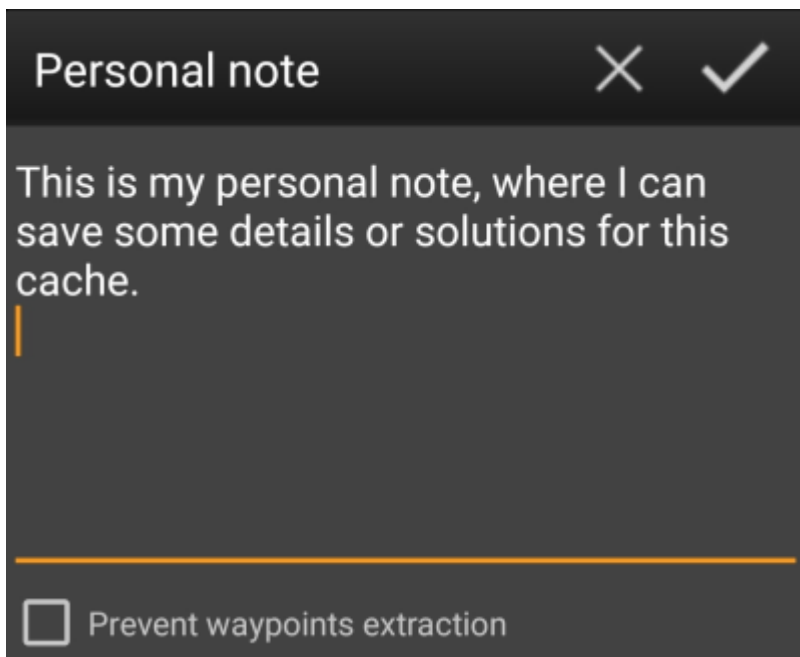 Personal note
This is my personal note, where I can
save some details or solutions for this
cache.
Prevent waypoints extraction